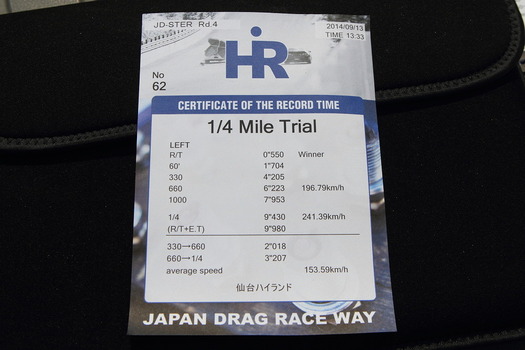 JD-STER Rd.4
2014/09/13
TIME 13:33
HiR
No
62
CERTIFICATE OF THE RECORD TIME
1/4 Mile Trial
LEFT
R/T 0"550 Winner
60' 1"704
330 4"205
660 6"223 196.79km/h
1000 7"953
1/4 9"430 241.39km/h
(R/T+E.T) 9"980
330→660 2"018
660→1/4 3"207
average speed 153.59km/h
仙台ハイランド
JAPAN DRAG RACE WAY